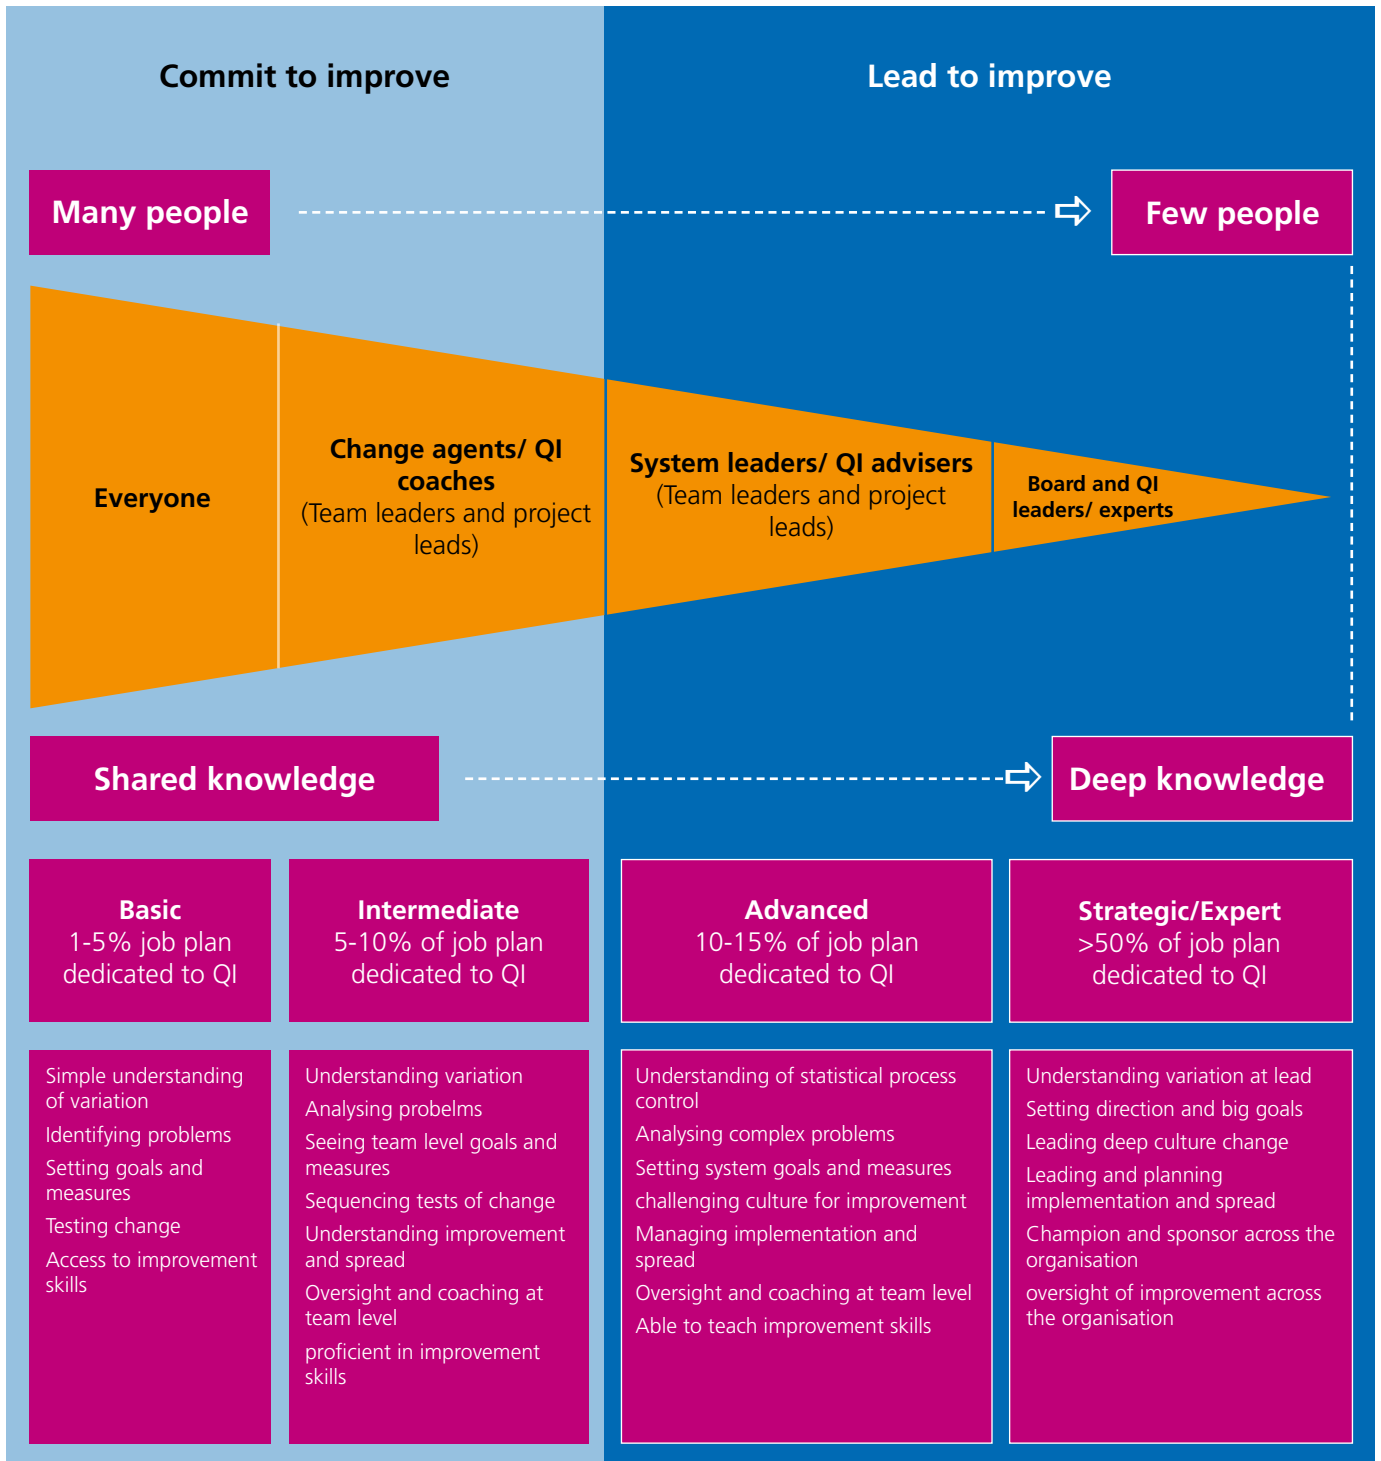 Commit to improve
Lead to improve
Many people
Few people
Everyone
Change agents/ QI
coaches
(Team leaders and project
leads)
System leaders/ QI advisers
(Team leaders and project
leads)
Board and QI
leaders/ experts
Shared knowledge
Deep knowledge
Basic
1-5% job plan
dedicated to QI
Intermediate
5-10% of job plan
dedicated to QI
Advanced
10-15% of job plan
dedicated to QI
Strategic/Expert
>50% of job plan
dedicated to QI
Simple understanding
of variation
Identifying problems
Setting goals and
measures
Testing change
Access to improvement
skills
Understanding variation
Analysing probelms
Seeing team level goals and
measures
Sequencing tests of change
Understanding improvement
and spread
Oversight and coaching at
team level
proficient in improvement
skills
Understanding of statistical process
control
Analysing complex problems
Setting system goals and measures
challenging culture for improvement
Managing implementation and
spread
Oversight and coaching at team level
Able to teach improvement skills
Understanding variation at lead
Setting direction and big goals
Leading deep culture change
Leading and planning
implementation and spread
Champion and sponsor across the
organisation
oversight of improvement across
the organisation